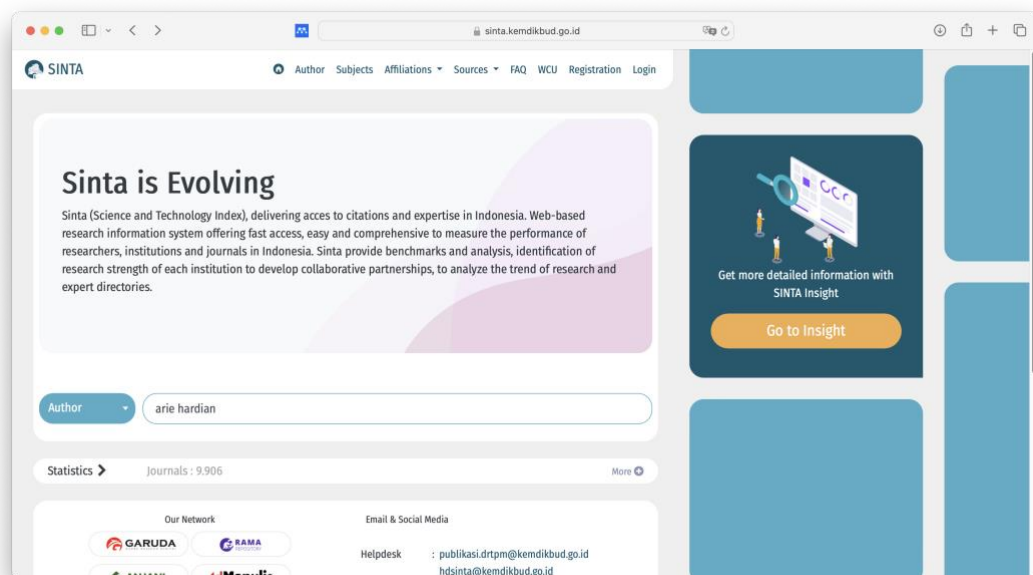 sinta.kemdikbud.go.id
SINTA
Author Subjects Affiliations Sources FAQ WCU Registration Login
Sinta is Evolving
Sinta (Science and Technology Index), delivering acces to citations and expertise in Indonesia. Web-based
research information system offering fast access, easy and comprehensive to measure the performance of
researchers, institutions and journals in Indonesia. Sinta provide benchmarks and analysis, identification of
research strength of each institution to develop collaborative partnerships, to analyze the trend of research and
expert directories.
Get more detailed information with
SINTA Insight
Go to Insight
Author
arie hardian
Statistics
Journals : 9.906
More
Our Network
Email & Social Media
GARUDA
RAMA
Helpdesk : publikasi.drtpm@kemdikbud.go.id
hdsinta@kemdikbud.go.id